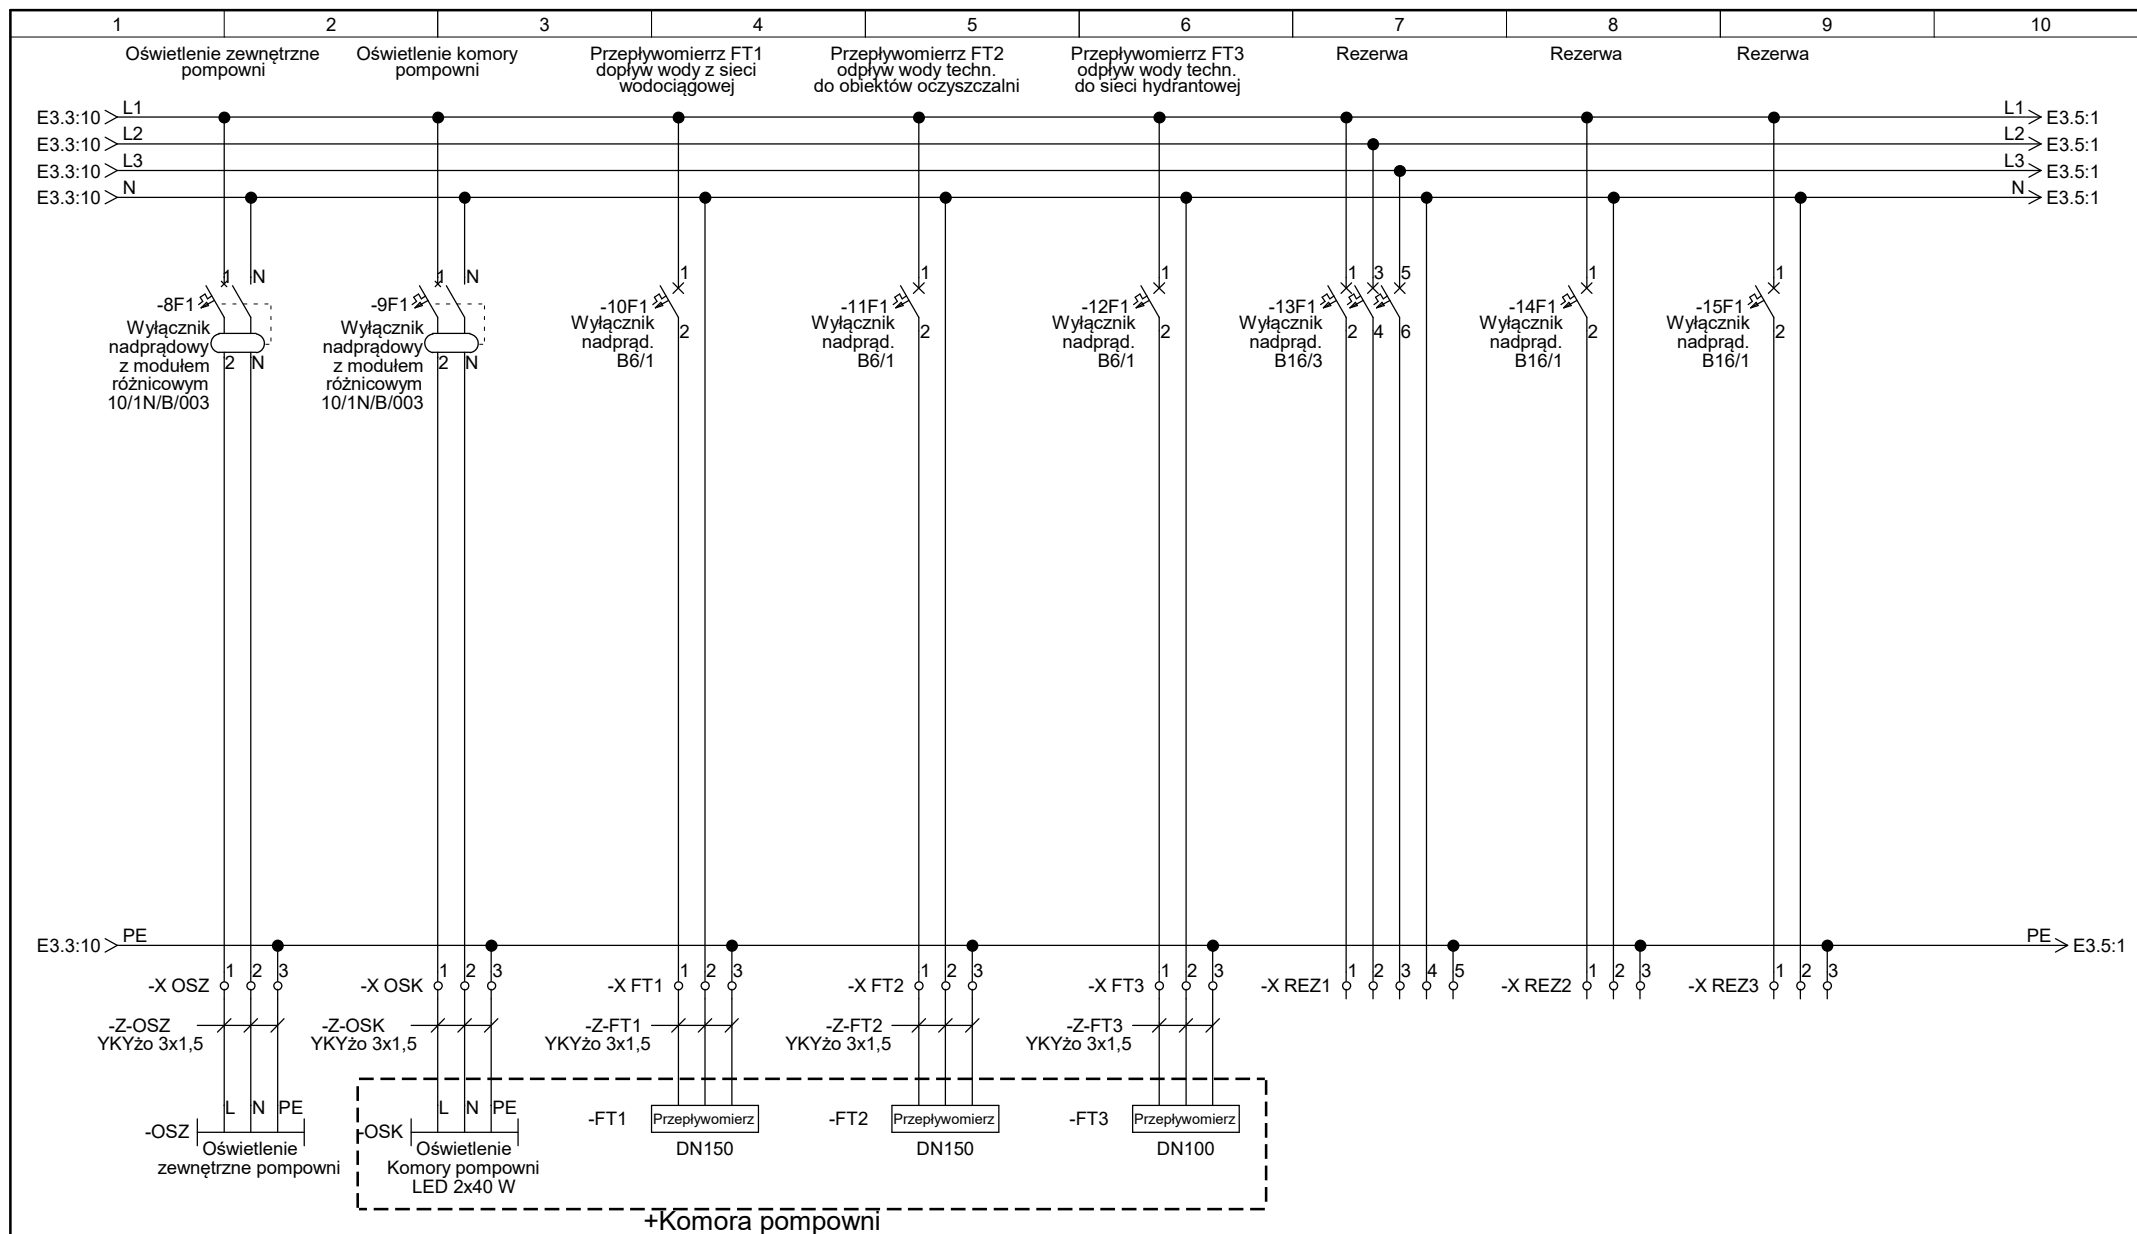 1 2 3 4 5 6 7 8 9 10
Oświetlenie zewnętrzne
pompowni
Oświetlenie komory
pompowni
Przepływomierrz FT1
dopływ wody z sieci
wodociągowej
Przepływomierrz FT2
odpływ wody techn.
do obiektów oczyszczalni
Przepływomierrz FT3
odpływ wody techn.
do sieci hydrantowej
Rezerwa
Rezerwa
Rezerwa
E3.3:10 L1 L1 E3.5:1
E3.3:10 L2 L2 E3.5:1
E3.3:10 L3 L3 E3.5:1
E3.3:10 N N E3.5:1
1 N
-8F1
Wyłącznik
nadprądowy
z modułem
różnicowym
10/1N/B/003
2 N
1 N
-9F1
Wyłącznik
nadprądowy
z modułem
różnicowym
10/1N/B/003
2 N
1
-10F1
Wyłącznik
nadprąd.
B6/1
2
1
-11F1
Wyłącznik
nadprąd.
B6/1
2
1
-12F1
Wyłącznik
nadprąd.
B6/1
2
1 3 5
-13F1
Wyłącznik
nadprąd.
B16/3
2 4 6
1
-14F1
Wyłącznik
nadprąd.
B16/1
2
1
-15F1
Wyłącznik
nadprąd.
B16/1
2
E3.3:10 PE PE E3.5:1
-X OSZ 1 2 3
-X OSK 1 2 3
-X FT1 1 2 3
-X FT2 1 2 3
-X FT3 1 2 3
-X REZ1 1 2 3 4 5
-X REZ2 1 2 3
-X REZ3 1 2 3
-Z-OSZ
YKYżo 3x1,5
-Z-OSK
YKYżo 3x1,5
-Z-FT1
YKYżo 3x1,5
-Z-FT2
YKYżo 3x1,5
-Z-FT3
YKYżo 3x1,5
L N PE
-OSZ
Oświetlenie
zewnętrzne pompowni
L N PE
-OSK
Oświetlenie
Komory pompowni
LED 2x40 W
-FT1 Przepływomierz
DN150
-FT2 Przepływomierz
DN150
-FT3 Przepływomierz
DN100
+Komora pompowni